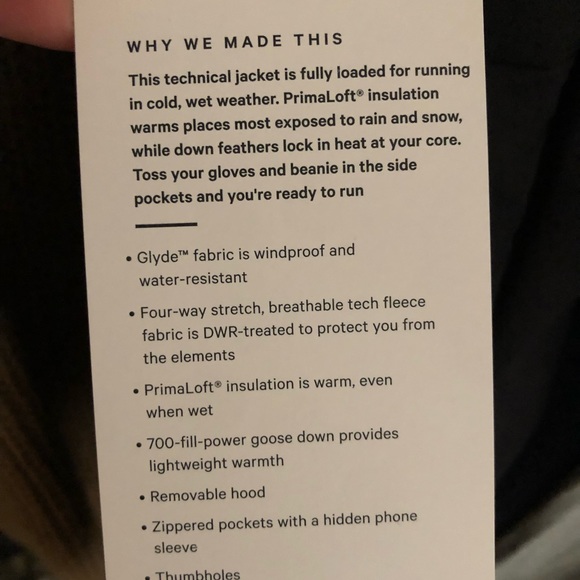 WHY WE MADE THIS
This technical jacket is fully loaded for running
in cold, wet weather. PrimaLoft® insulation
warms places most exposed to rain and snow,
while down feathers lock in heat at your core.
Toss your gloves and beanie in the side
pockets and you're ready to run
• Glyde™ fabric is windproof and
water-resistant
• Four-way stretch, breathable tech fleece
fabric is DWR-treated to protect you from
the elements
• PrimaLoft® insulation is warm, even
when wet
• 700-fill-power goose down provides
lightweight warmth
• Removable hood
• Zippered pockets with a hidden phone
sleeve
• Thumbholes